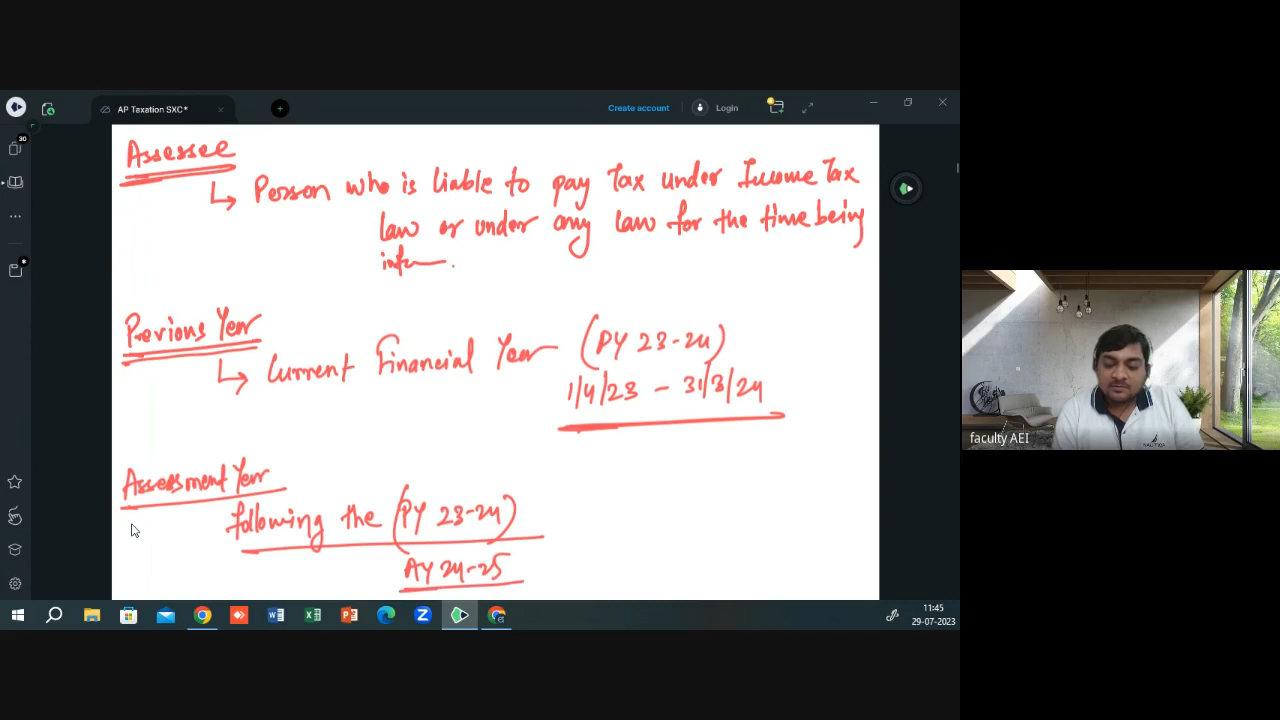 AP Taxation SXC*
Create account
Login
30
Assessee
↳ Person who is liable to pay Tax under Income Tax
law or under any law for the time being
Previous Year
↳ Current Financial Year (PY 23-24)
1/4/23 - 31/3/24
Assessment Year
following the (PY 23-24)
AY 24-25
faculty AEI
NAUTICA
11:45
29-07-2023